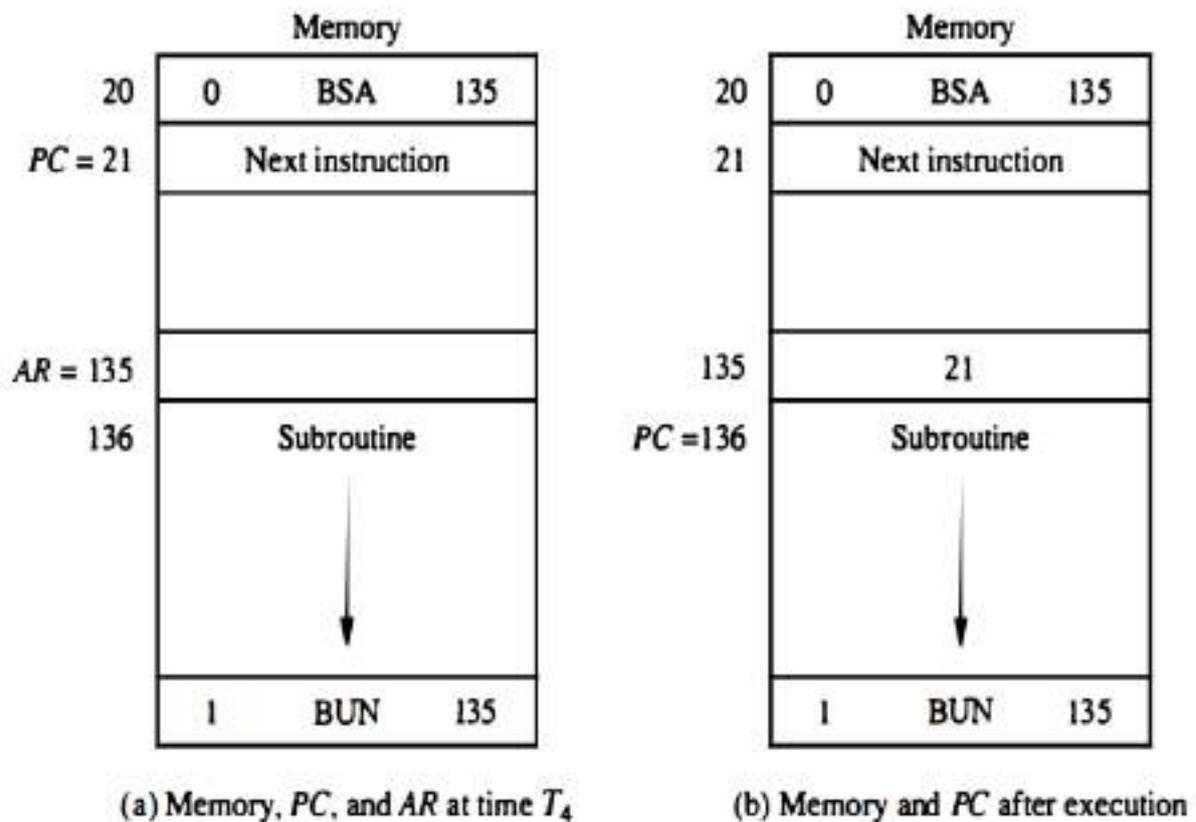 Memory
20 0 BSA 135
PC = 21 Next instruction
AR = 135
136 Subroutine
1 BUN 135
(a) Memory, PC, and AR at time T4
Memory
20 0 BSA 135
21 Next instruction
135 21
PC =136 Subroutine
1 BUN 135
(b) Memory and PC after execution